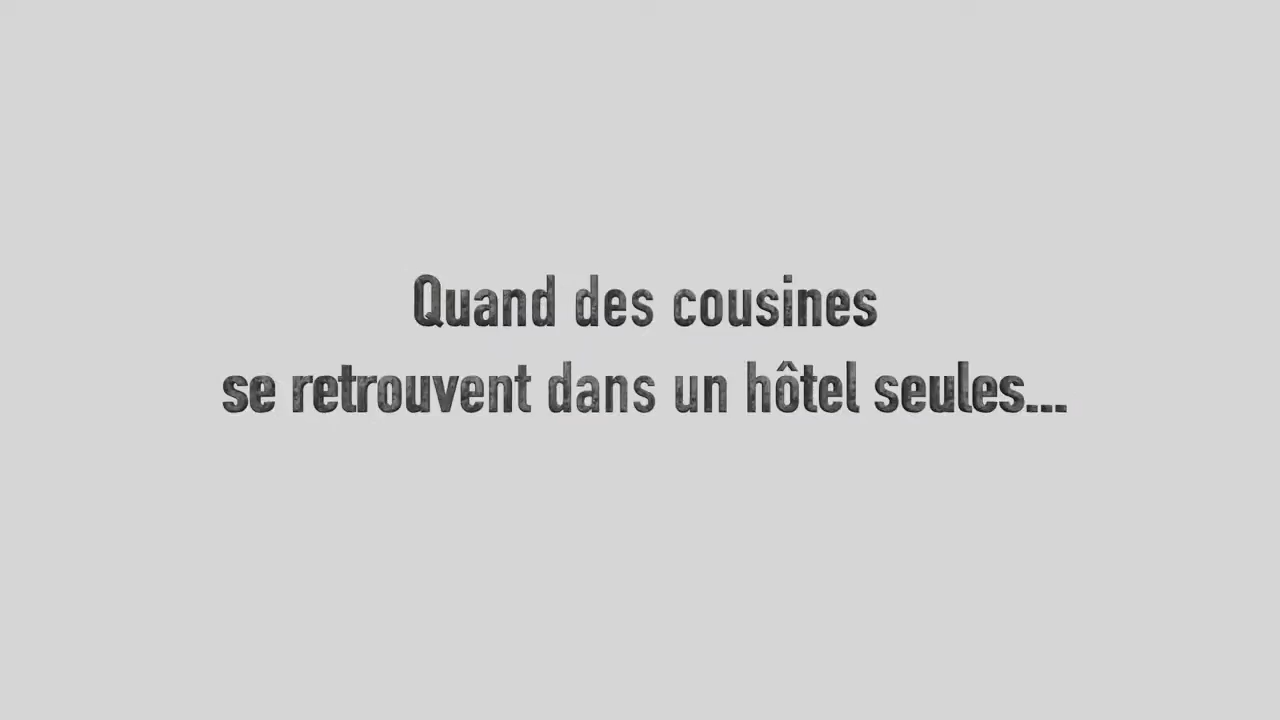 Quand des cousines
se retrouvent dans un hôtel seules...